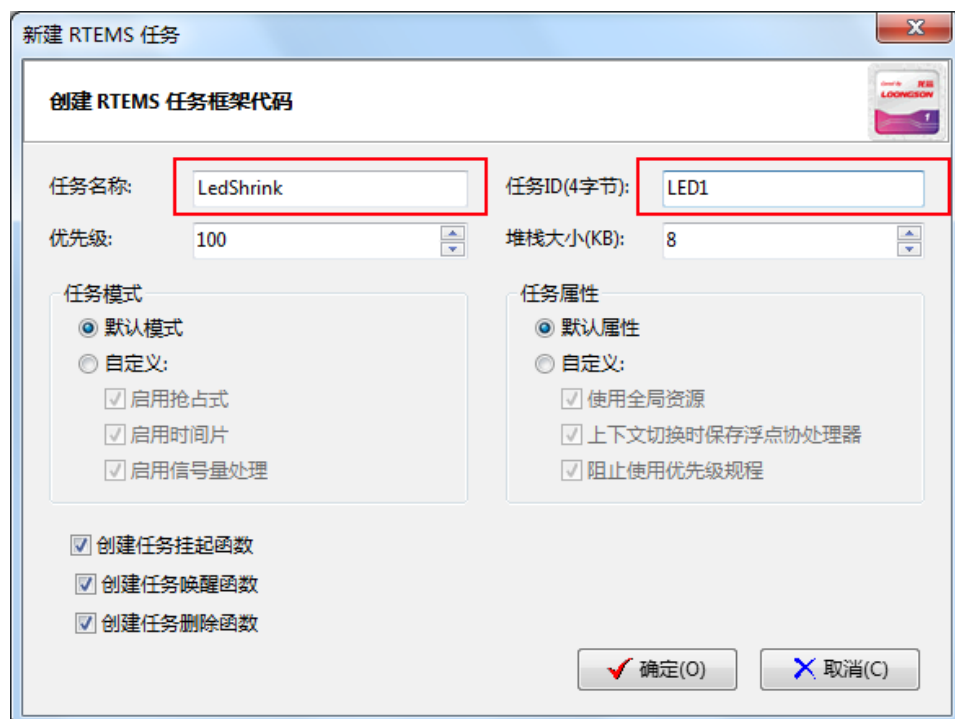 新建 RTEMS 任务
创建 RTEMS 任务框架代码
龙芯
LOONGSON
1
任务名称: LedShrink 任务ID(4字节): LED1
优先级: 100 堆栈大小(KB): 8
任务模式 任务属性
默认模式 默认属性
自定义: 自定义:
启用抢占式 使用全局资源
启用时间片 上下文切换时保存浮点协处理器
启用信号量处理 阻止使用优先级规程
创建任务挂起函数
创建任务唤醒函数
创建任务删除函数
确定(O) 取消(C)